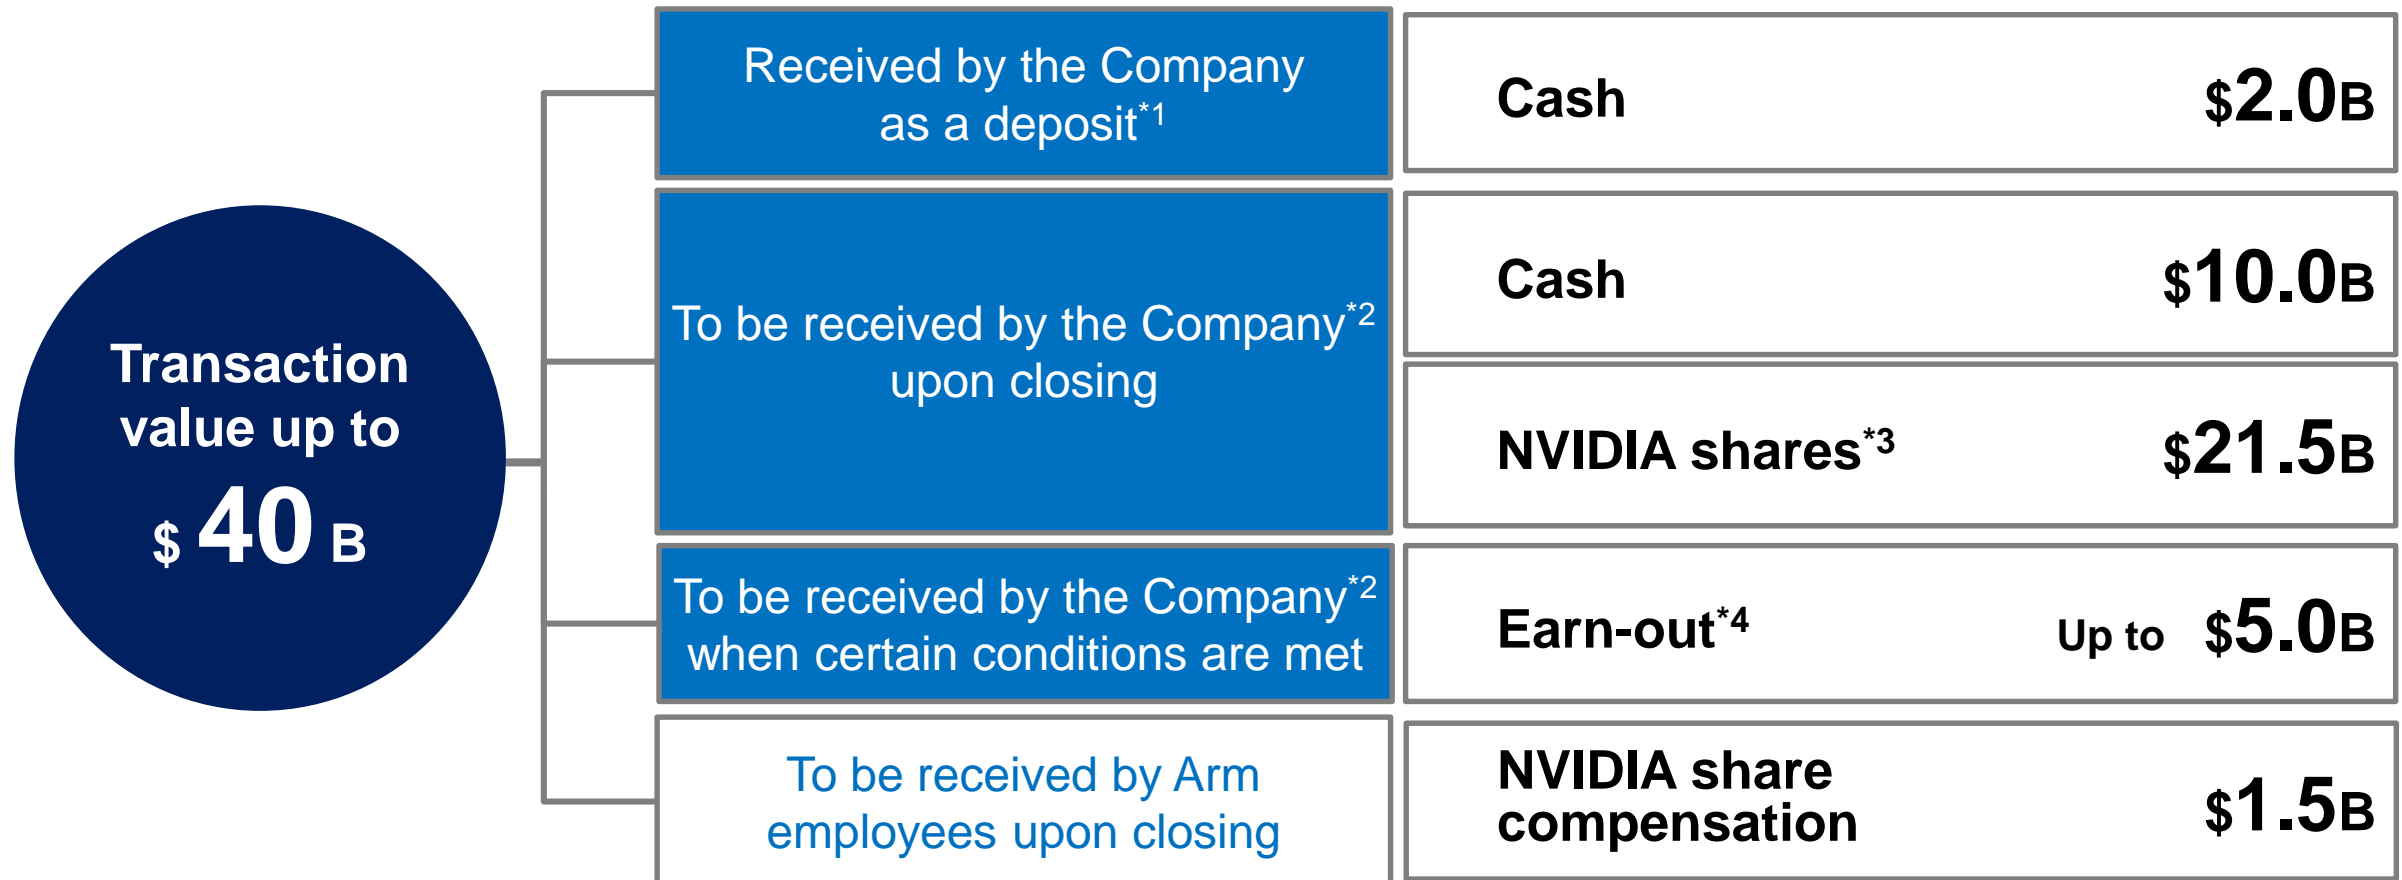 Transaction
value up to
$ 40 B
Received by the Company
as a deposit*1
Cash $2.0B
To be received by the Company*2
upon closing
Cash $10.0B
NVIDIA shares*3 $21.5B
To be received by the Company*2
when certain conditions are met
Earn-out*4 Up to $5.0B
To be received by Arm
employees upon closing
NVIDIA share
compensation $1.5B